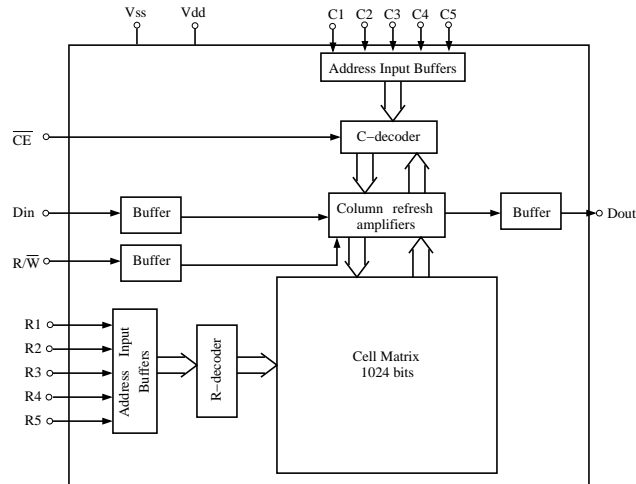 Vss Vdd C1 C2 C3 C4 C5
Address Input Buffers
C̅E̅
C−decoder
Din
Buffer
Column refresh
amplifiers
Buffer
Dout
R/W̅
Buffer
R1
R2
R3
R4
R5
Address Input
Buffers
R−decoder
Cell Matrix
1024 bits